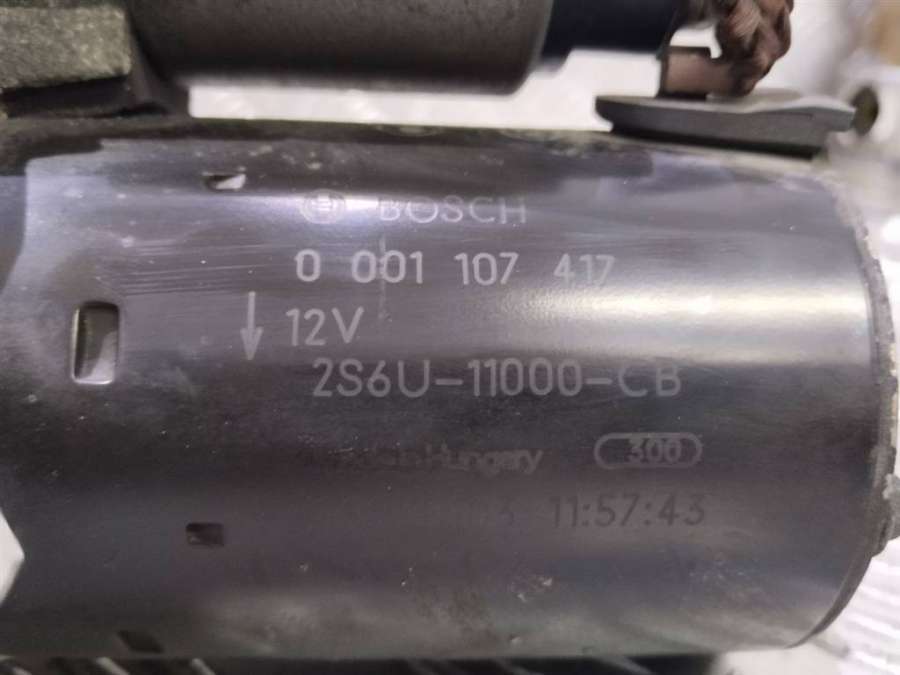 BOSCH
0 001 107 417
12V
2S6U-11000-CB
Hungary 300
11:57:43